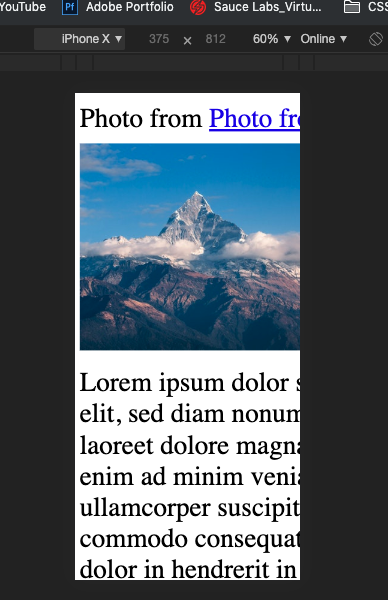 YouTube Pf Adobe Portfolio Sauce Labs_Virtu... CSS
iPhone X ▼ 375 × 812 60% ▼ Online ▼
Photo from Photo fro
Lorem ipsum dolor s
elit, sed diam nonum
laoreet dolore magna
enim ad minim venia
ullamcorper suscipit
commodo consequat
dolor in hendrerit in